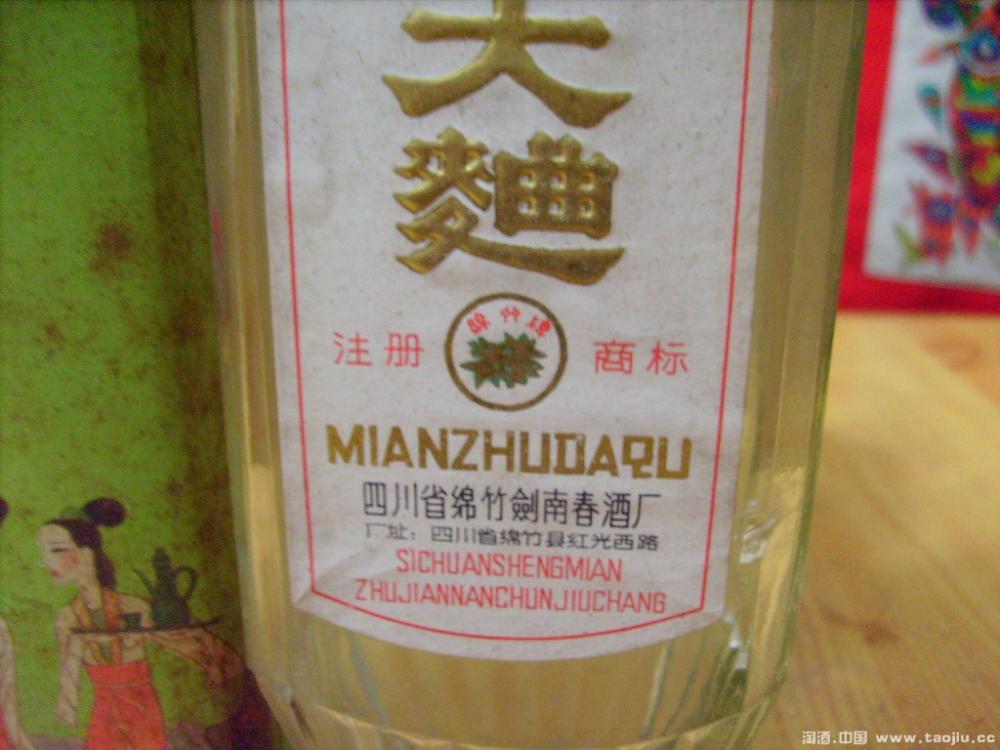 大
麯
绵竹牌
注册 商标
MIANZHUDAQU
四川省绵竹剑南春酒厂
厂址：四川省绵竹县红光西路
SICHUANSHENGMIAN
ZHUJIANNANCHUNJIUCHANG
淘酒.中国 www.taojiu.cc